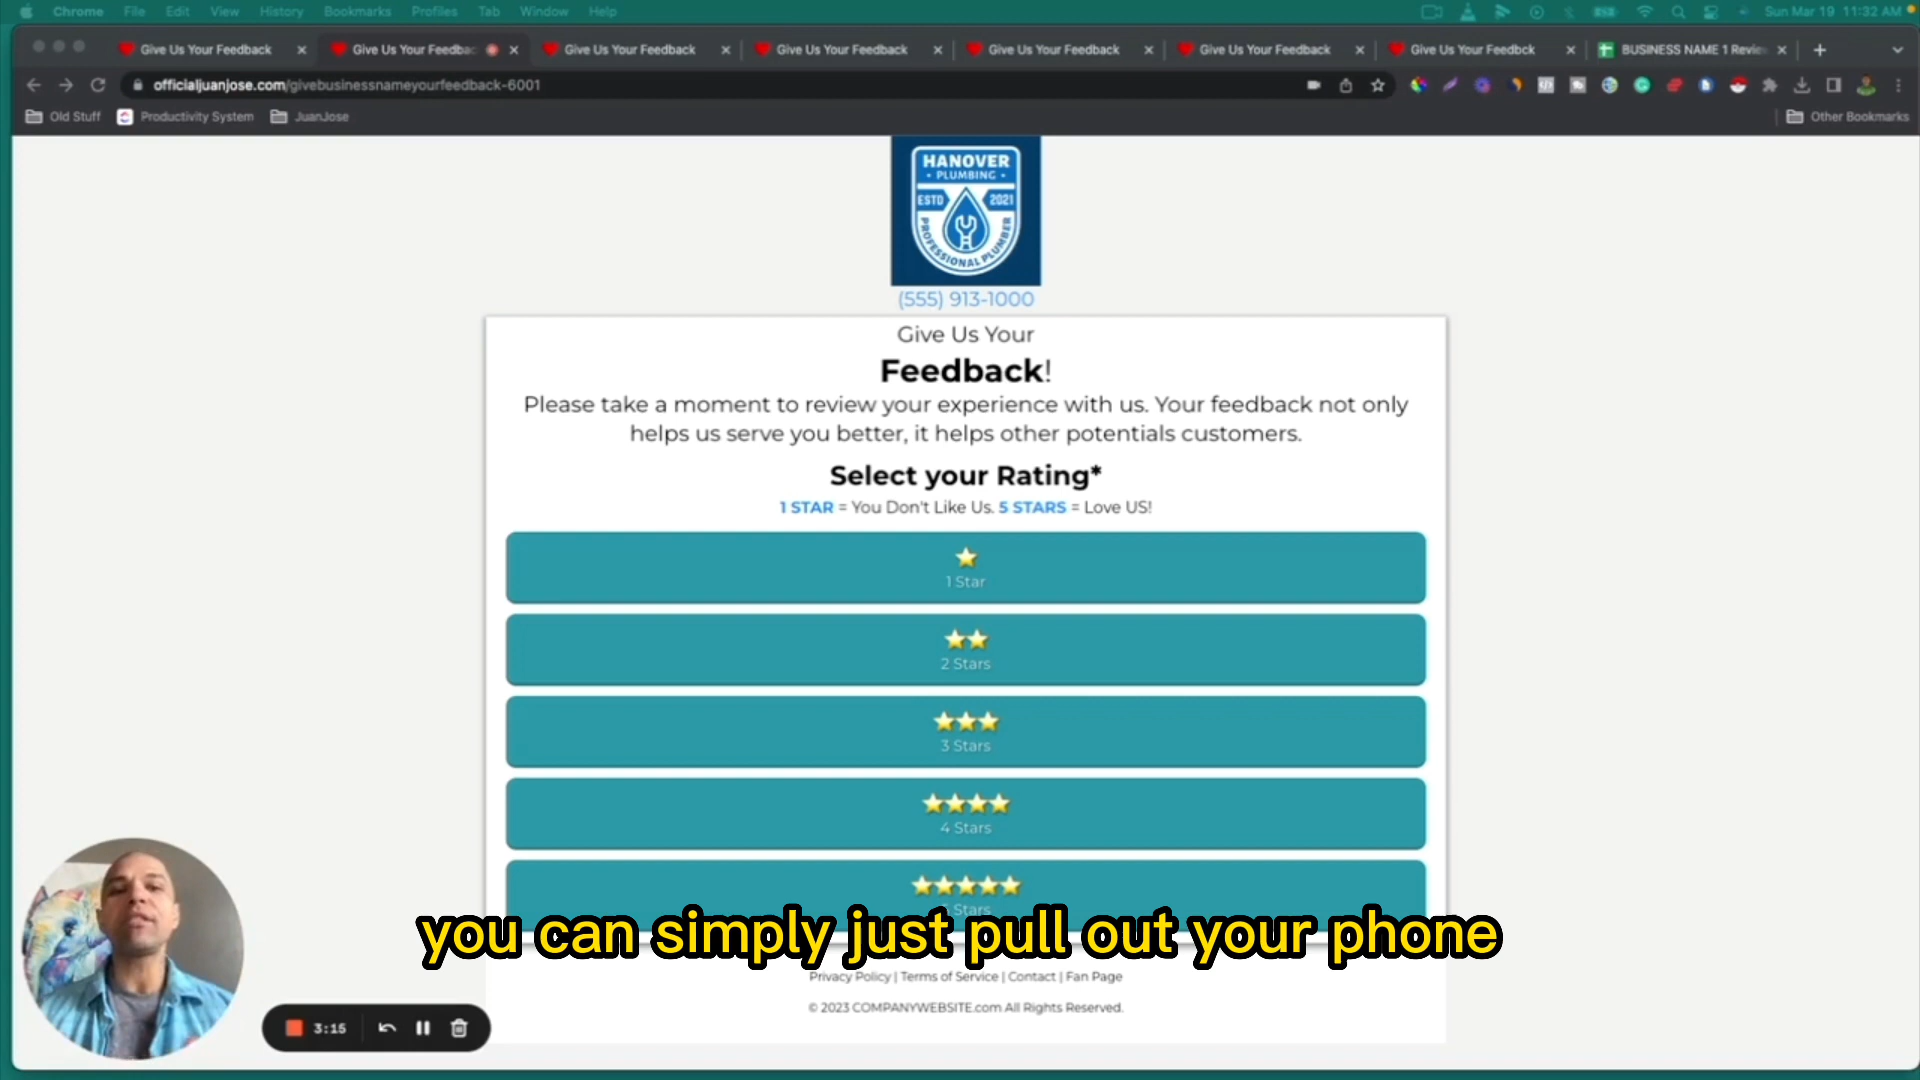 Chrome File Edit View History Bookmarks Profiles Tab Window Help
Sun Mar 19 11:32 AM
Give Us Your Feedback
Give Us Your Feedbac
Give Us Your Feedback
Give Us Your Feedback
Give Us Your Feedback
Give Us Your Feedback
Give Us Your Feedbck
BUSINESS NAME 1 Revie
officialjuanjose.com/givebusinessnameyourfeedback-6001
Old Stuff
Productivity System
JuanJose
Other Bookmarks
HANOVER
• PLUMBING •
ESTD 2021
PROFESSIONAL PLUMBER
(555) 913-1000
Give Us Your
Feedback!
Please take a moment to review your experience with us. Your feedback not only
helps us serve you better, it helps other potentials customers.
Select your Rating*
1 STAR = You Don't Like Us. 5 STARS = Love US!
1 Star
2 Stars
3 Stars
4 Stars
Stars
you can simply just pull out your phone
Privacy Policy | Terms of Service | Contact | Fan Page
© 2023 COMPANYWEBSITE.com All Rights Reserved.
3:15